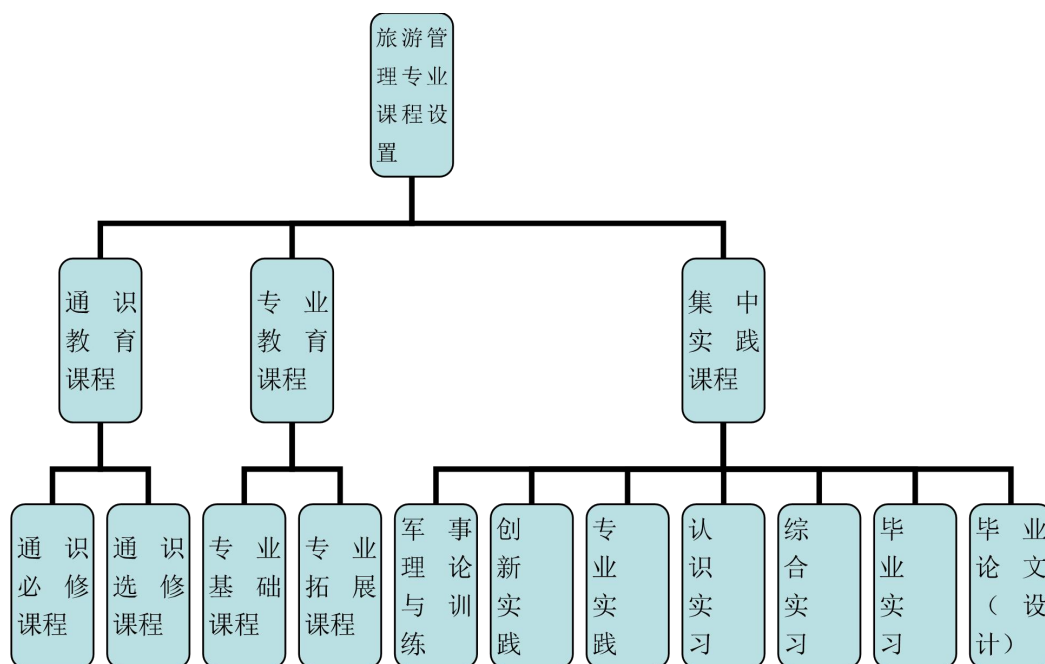 旅游管
理专业
课程设
置
通识
教育
课程
专业
教育
课程
集中
实践
课程
通识
必修
课程
通识
选修
课程
专业
基础
课程
专业
拓展
课程
军事
理论
与训
练
创
新
实
践
专
业
实
践
认
识
实
习
综
合
实
习
毕
业
实
习
毕业
论文
（设
计）